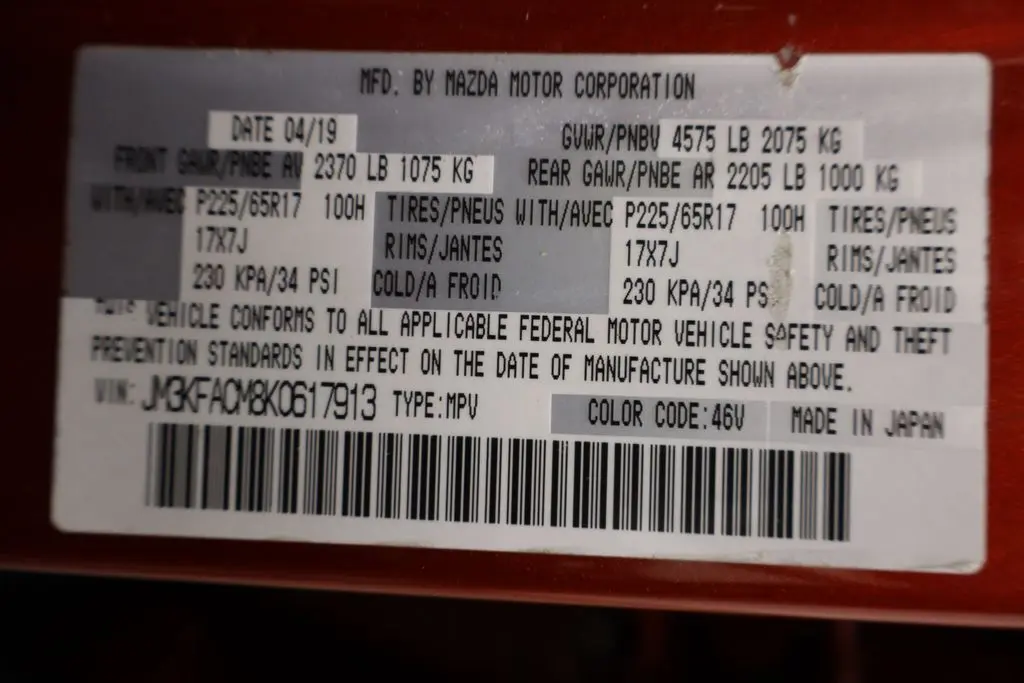 MFD. BY MAZDA MOTOR CORPORATION
DATE 04/19 GVWR/PNBV 4575 LB 2075 KG
FRONT GAWR/PNBE AV 2370 LB 1075 KG REAR GAWR/PNBE AR 2205 LB 1000 KG
WITH/AVEC P225/65R17 100H TIRES/PNEUS WITH/AVEC P225/65R17 100H TIRES/PNEUS
17X7J RIMS/JANTES 17X7J RIMS/JANTES
230 KPA/34 PSI COLD/A FROID 230 KPA/34 PS COLD/A FROID
THIS VEHICLE CONFORMS TO ALL APPLICABLE FEDERAL MOTOR VEHICLE SAFETY AND THEFT
PREVENTION STANDARDS IN EFFECT ON THE DATE OF MANUFACTURE SHOWN ABOVE.
VIN: JM3KFACM8K0617913 TYPE:MPV COLOR CODE:46V MADE IN JAPAN